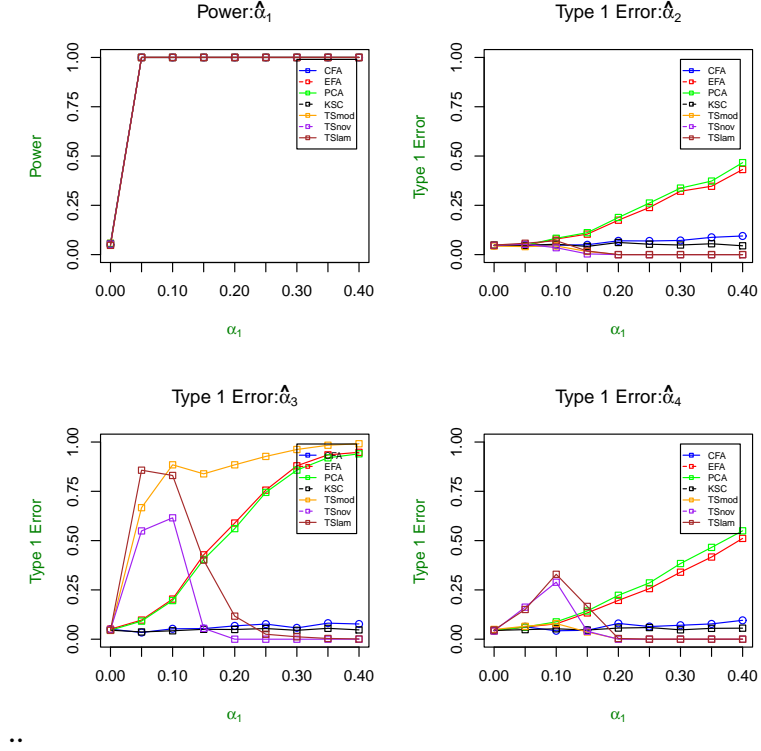 Power:α̂₁
1.00
0.75
0.50
0.25
0.00
Power
CFA
EFA
PCA
KSC
TSmod
TSnov
TSlam
0.00 0.10 0.20 0.30 0.40
α₁
Type 1 Error:α̂₂
1.00
0.75
0.50
0.25
0.00
Type 1 Error
CFA
EFA
PCA
KSC
TSmod
TSnov
TSlam
0.00 0.10 0.20 0.30 0.40
α₁
Type 1 Error:α̂₃
1.00
0.75
0.50
0.25
0.00
Type 1 Error
CFA
EFA
PCA
KSC
TSmod
TSnov
TSlam
0.00 0.10 0.20 0.30 0.40
α₁
Type 1 Error:α̂₄
1.00
0.75
0.50
0.25
0.00
Type 1 Error
CFA
EFA
PCA
KSC
TSmod
TSnov
TSlam
0.00 0.10 0.20 0.30 0.40
α₁
..